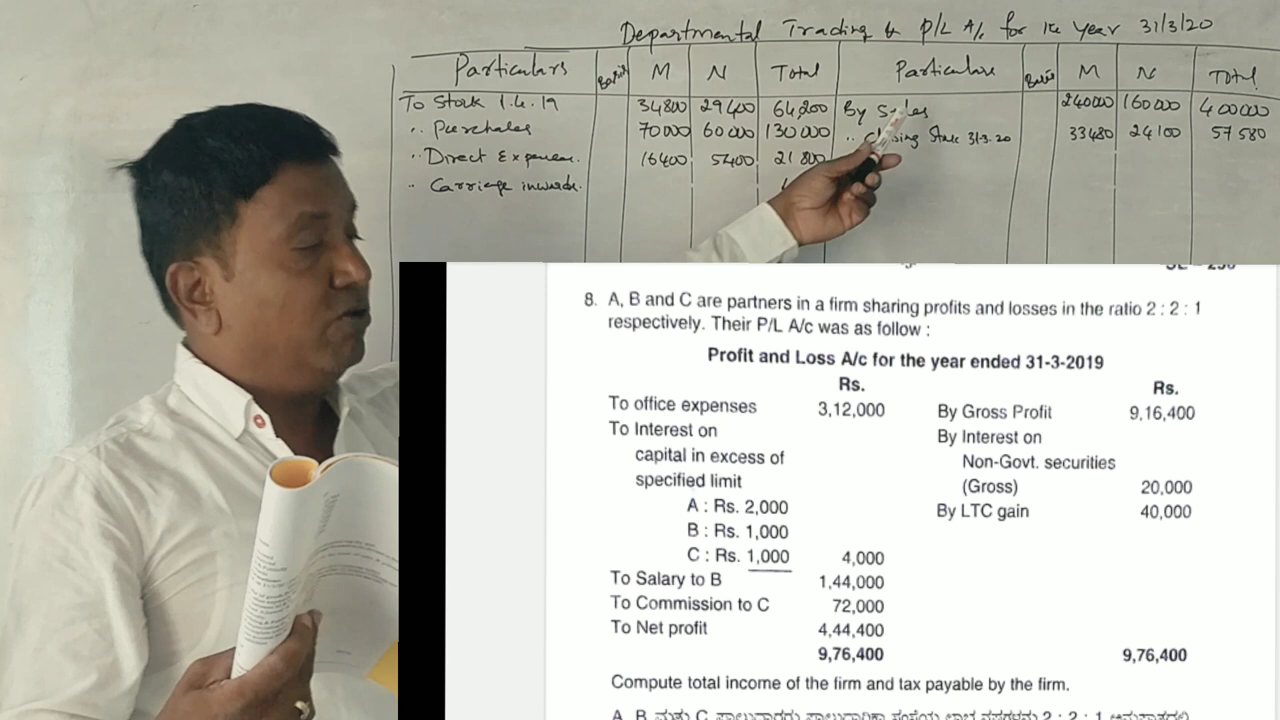 Departmental Trading & P/L A/c for the Year 31/3/20
Particulars Basis M N Total Particulars Basis M N Total
To Stock 1.4.19 34800 29400 64200 By Sales 240000 160000 400000
" Purchases 70000 60000 130000 " Closing Stock 31.3.20 33480 24100 57580
" Direct Expenses. 16400 5400 21800
" Carriage inwards.
8. A, B and C are partners in a firm sharing profits and losses in the ratio 2 : 2 : 1
respectively. Their P/L A/c was as follow :
Profit and Loss A/c for the year ended 31-3-2019
Rs. Rs.
To office expenses 3,12,000 By Gross Profit 9,16,400
To Interest on By Interest on
capital in excess of Non-Govt. securities
specified limit (Gross) 20,000
A : Rs. 2,000 By LTC gain 40,000
B : Rs. 1,000
C : Rs. 1,000 4,000
To Salary to B 1,44,000
To Commission to C 72,000
To Net profit 4,44,400
9,76,400 9,76,400
Compute total income of the firm and tax payable by the firm.